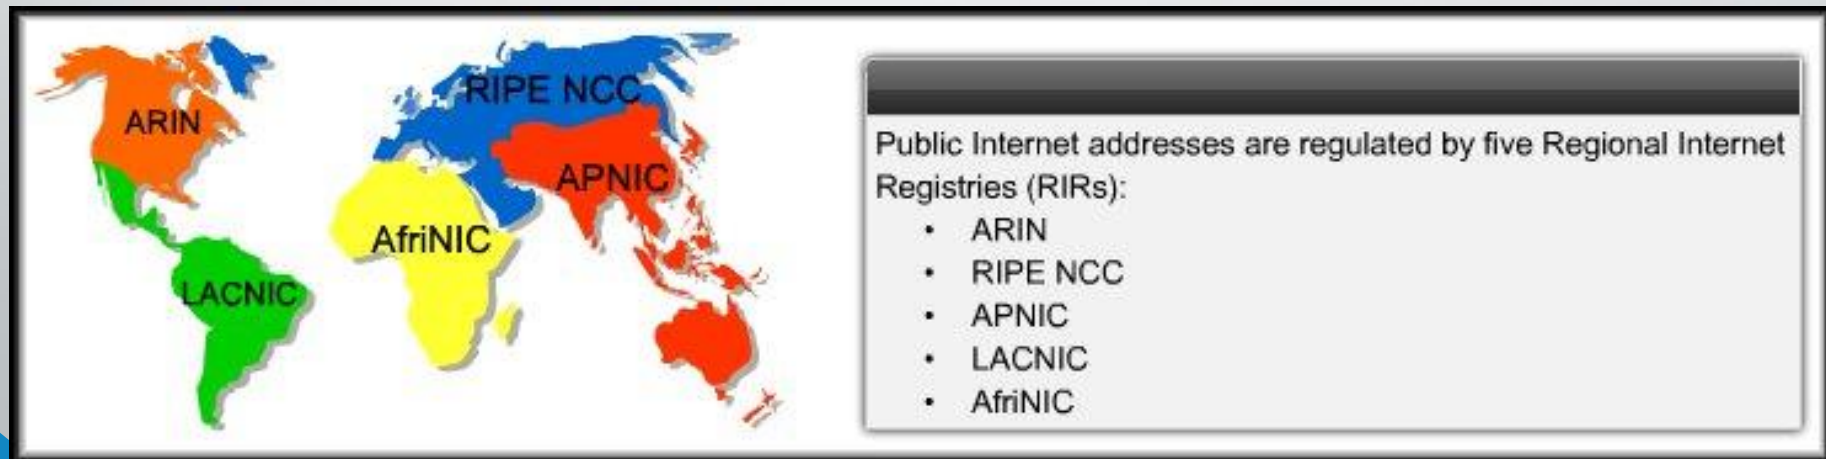 ARIN
RIPE NCC
APNIC
AfriNIC
LACNIC
Public Internet addresses are regulated by five Regional Internet
Registries (RIRs):
• ARIN
• RIPE NCC
• APNIC
• LACNIC
• AfriNIC